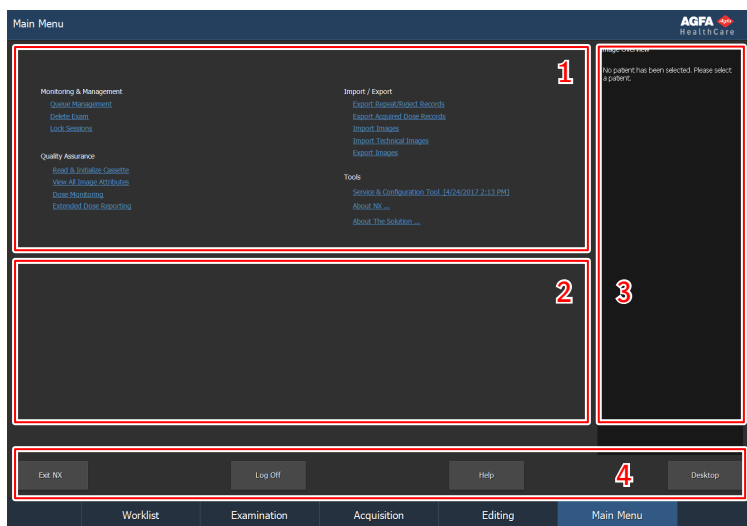 Main Menu
AGFA
HealthCare
1
Monitoring & Management
Queue Management
Delete Exam
Lock Sessions
Quality Assurance
Read & Initialize Cassette
View All Image Attributes
Dose Monitoring
Extended Dose Reporting
Import / Export
Export Repeat/Reject Records
Export Acquired Dose Records
Import Images
Import Technical Images
Export Images
Tools
Service & Configuration Tool [4/24/2017 2:13 PM]
About NX ...
About The Solution ...
Image Overview
No patient has been selected. Please select
a patient.
2
3
Exit NX
Log Off
Help
4
Desktop
Worklist
Examination
Acquisition
Editing
Main Menu